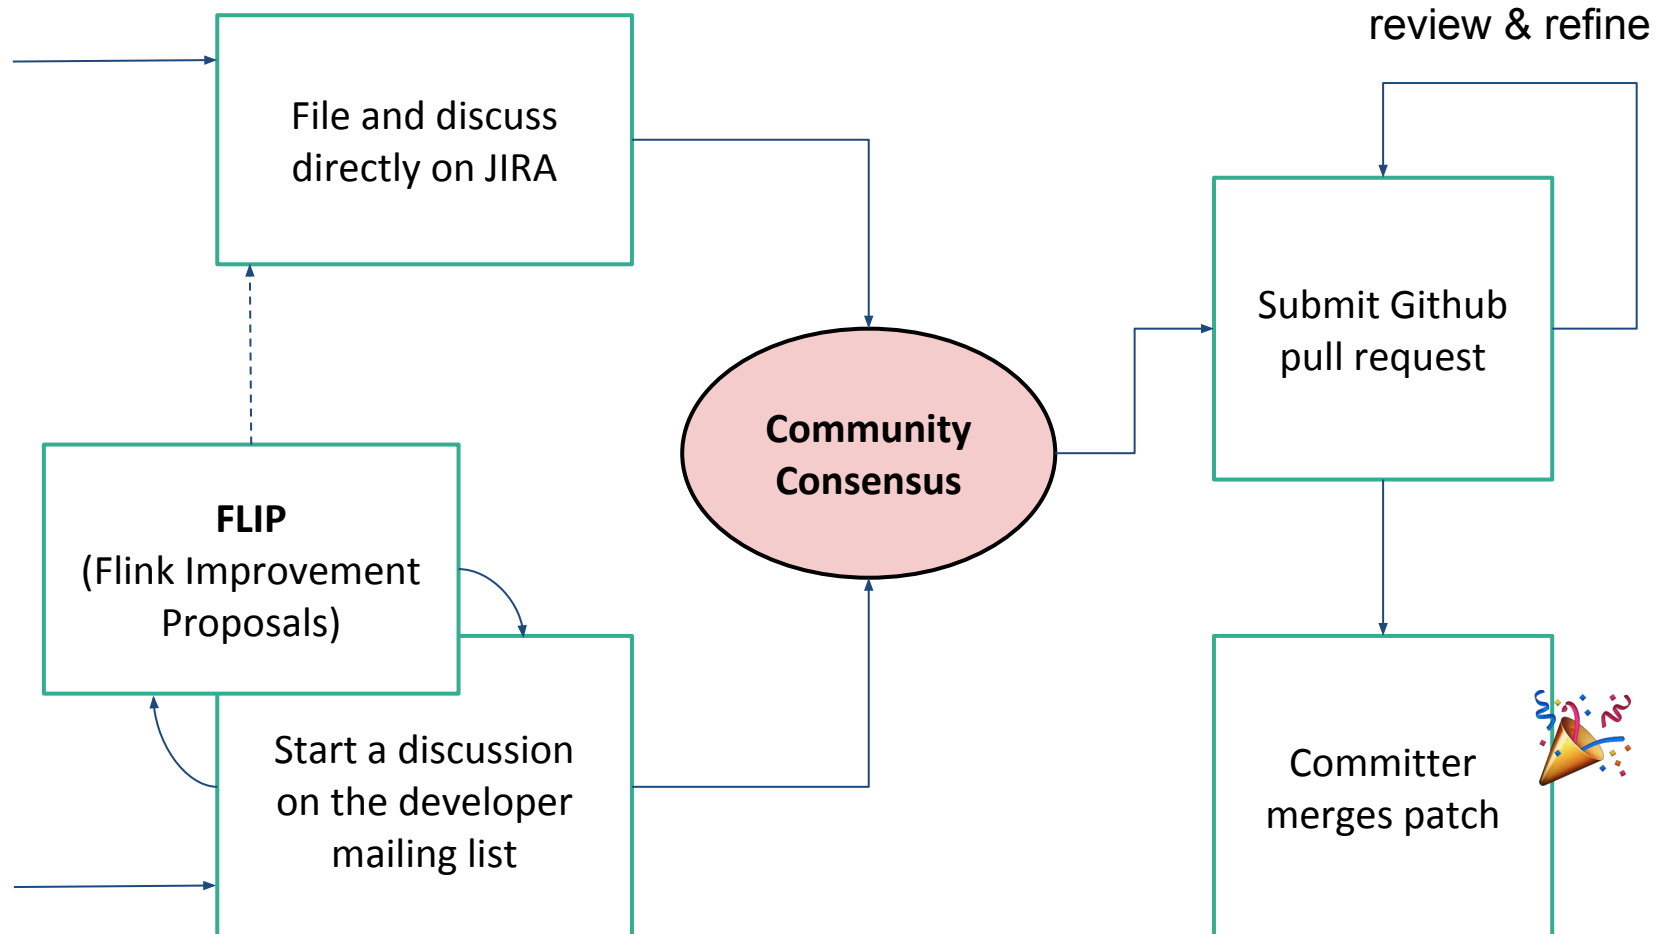 review & refine
File and discuss
directly on JIRA
Submit Github
pull request
Community
Consensus
FLIP
(Flink Improvement
Proposals)
Start a discussion
on the developer
mailing list
Committer
merges patch